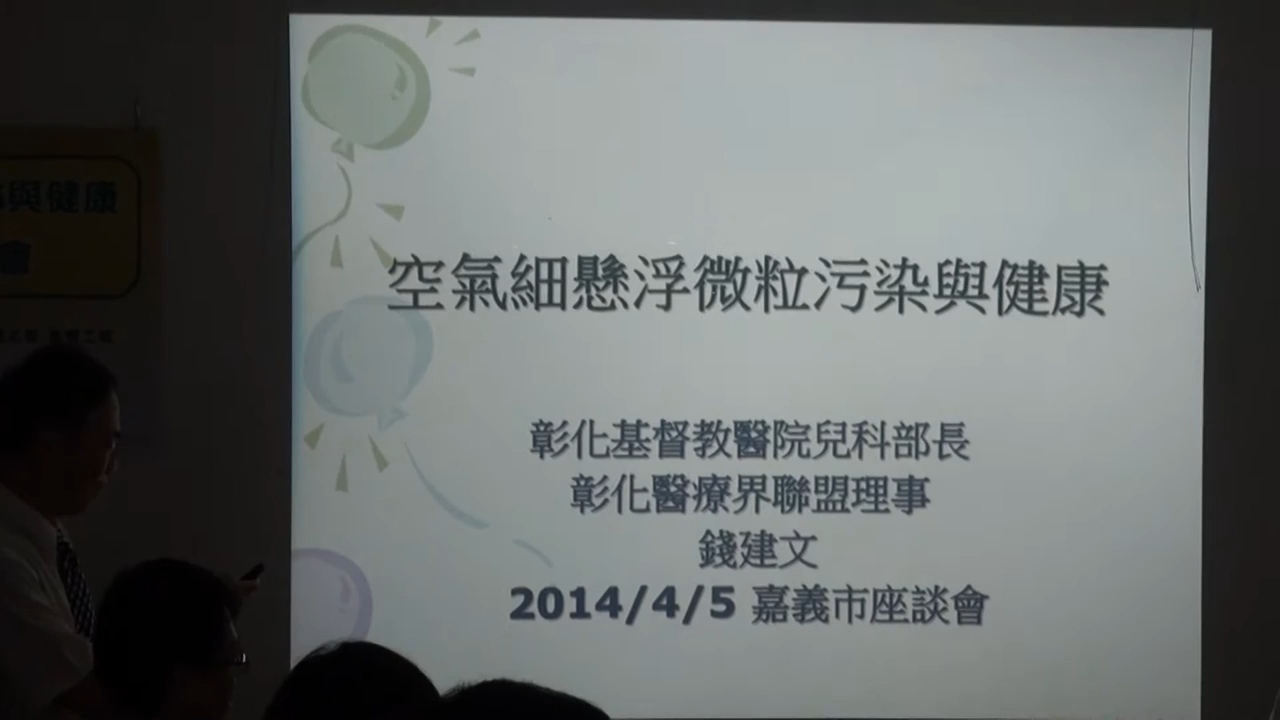 空氣細懸浮微粒污染與健康
彰化基督教醫院兒科部長
彰化醫療界聯盟理事
錢建文
2014/4/5 嘉義市座談會
與健康